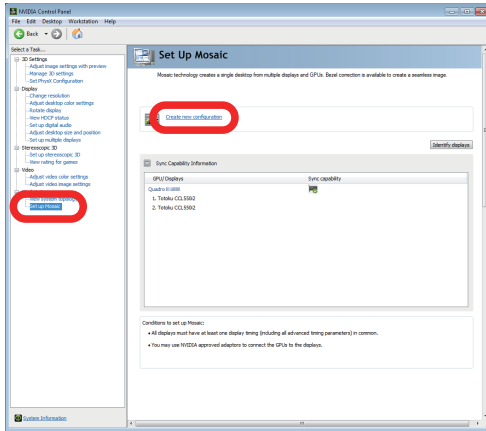 NVIDIA Control Panel
File Edit Desktop Workstation Help
Back
Select a Task...
3D Settings
Adjust image settings with preview
Manage 3D settings
Set PhysX Configuration
Display
Change resolution
Adjust desktop color settings
Rotate display
View HDCP status
Set up digital audio
Adjust desktop size and position
Set up multiple displays
Stereoscopic 3D
Set up stereoscopic 3D
View rating for games
Video
Adjust video color settings
Adjust video image settings
View system topology
Set up Mosaic
System Information
Set Up Mosaic
Mosaic technology creates a single desktop from multiple displays and GPUs. Bezel correction is available to create a seamless image.
Create new configuration
Identify displays
Sync Capability Information
GPU/Displays Sync capability
Quadro
1. Totoku CCL550i2
2. Totoku CCL550i2
Conditions to set up Mosaic:
• All displays must have at least one display timing (including all advanced timing parameters) in common.
• You may use NVIDIA approved adaptors to connect the GPUs to the displays.